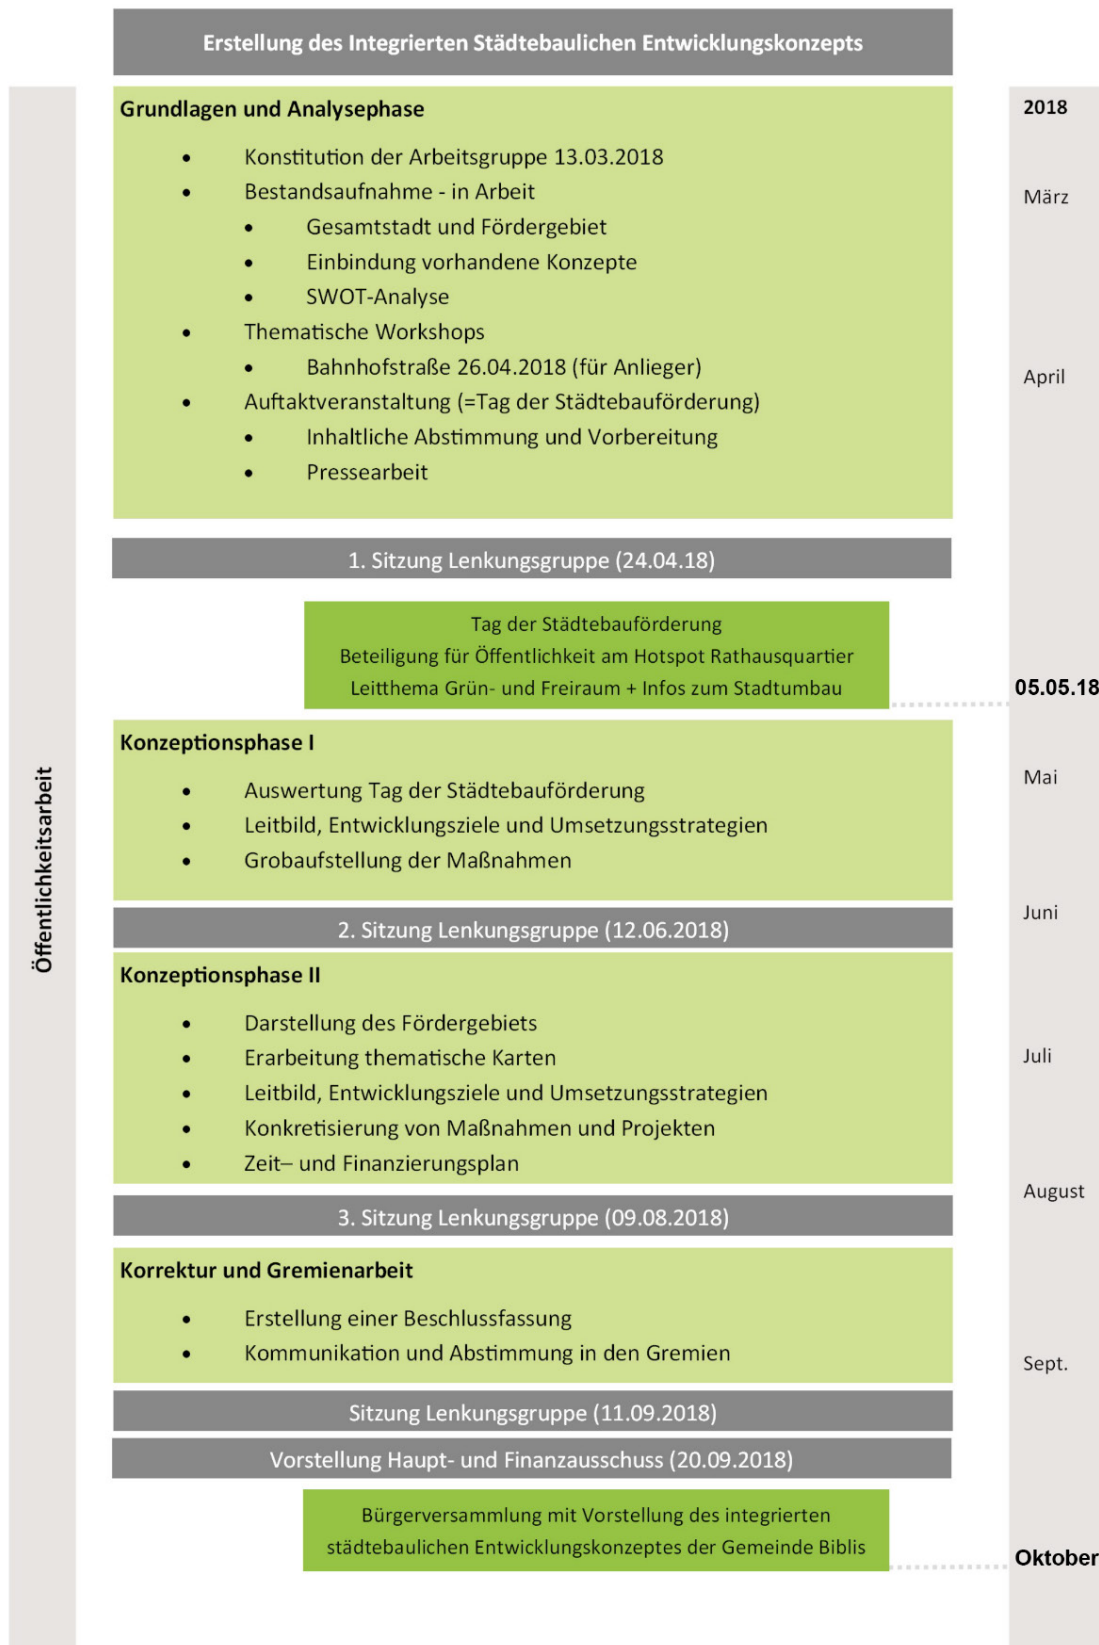 Erstellung des Integrierten Städtebaulichen Entwicklungskonzepts
Öffentlichkeitsarbeit
Grundlagen und Analysephase
• Konstitution der Arbeitsgruppe 13.03.2018
• Bestandsaufnahme - in Arbeit
• Gesamtstadt und Fördergebiet
• Einbindung vorhandene Konzepte
• SWOT-Analyse
• Thematische Workshops
• Bahnhofstraße 26.04.2018 (für Anlieger)
• Auftaktveranstaltung (=Tag der Städtebauförderung)
• Inhaltliche Abstimmung und Vorbereitung
• Pressearbeit
1. Sitzung Lenkungsgruppe (24.04.18)
Tag der Städtebauförderung
Beteiligung für Öffentlichkeit am Hotspot Rathausquartier
Leitthema Grün- und Freiraum + Infos zum Stadtumbau
Konzeptionsphase I
• Auswertung Tag der Städtebauförderung
• Leitbild, Entwicklungsziele und Umsetzungsstrategien
• Grobaufstellung der Maßnahmen
2. Sitzung Lenkungsgruppe (12.06.2018)
Konzeptionsphase II
• Darstellung des Fördergebiets
• Erarbeitung thematische Karten
• Leitbild, Entwicklungsziele und Umsetzungsstrategien
• Konkretisierung von Maßnahmen und Projekten
• Zeit– und Finanzierungsplan
3. Sitzung Lenkungsgruppe (09.08.2018)
Korrektur und Gremienarbeit
• Erstellung einer Beschlussfassung
• Kommunikation und Abstimmung in den Gremien
Sitzung Lenkungsgruppe (11.09.2018)
Vorstellung Haupt- und Finanzausschuss (20.09.2018)
Bürgerversammlung mit Vorstellung des integrierten
städtebaulichen Entwicklungskonzeptes der Gemeinde Biblis
2018
März
April
05.05.18
Mai
Juni
Juli
August
Sept.
Oktober